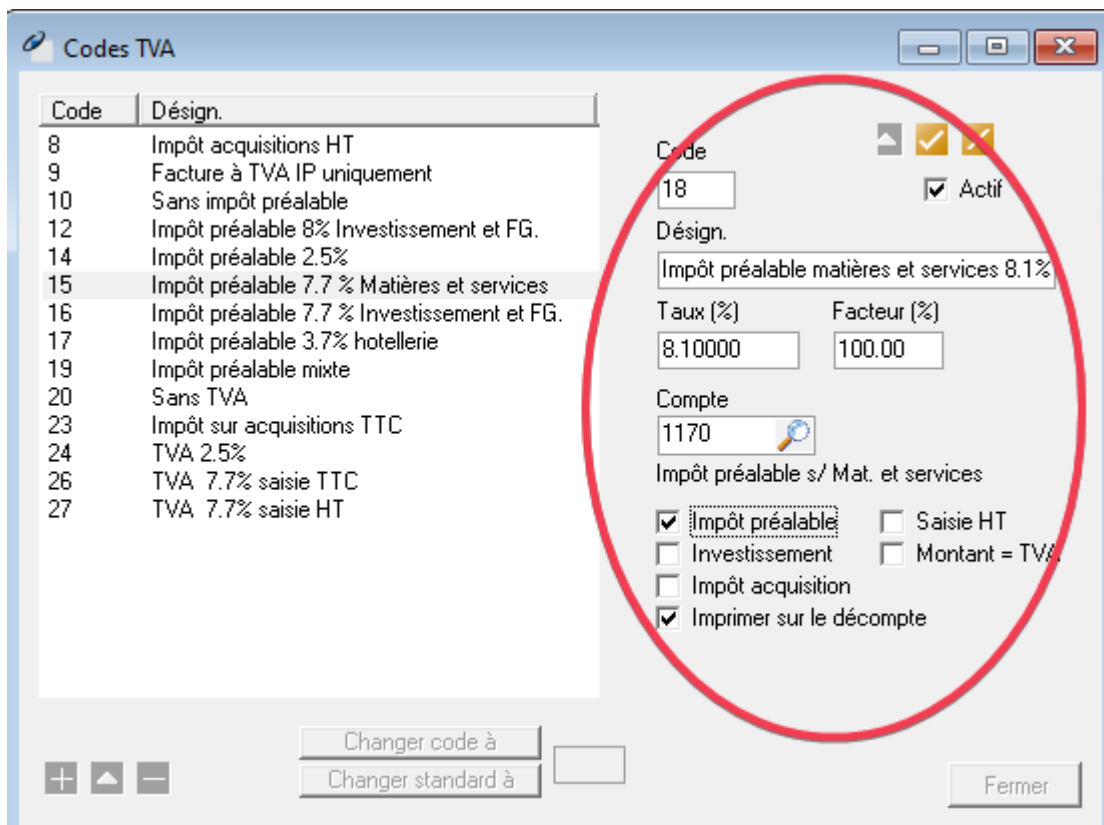 Codes TVA
Code Désign.
8 Impôt acquisitions HT
9 Facture à TVA IP uniquement
10 Sans impôt préalable
12 Impôt préalable 8% Investissement et FG.
14 Impôt préalable 2.5%
15 Impôt préalable 7.7 % Matières et services
16 Impôt préalable 7.7 % Investissement et FG.
17 Impôt préalable 3.7% hotellerie
19 Impôt préalable mixte
20 Sans TVA
23 Impôt sur acquisitions TTC
24 TVA 2.5%
26 TVA 7.7% saisie TTC
27 TVA 7.7% saisie HT
Code
18 Actif
Désign.
Impôt préalable matières et services 8.1%
Taux (%) Facteur (%)
8.10000 100.00
Compte
1170
Impôt préalable s/ Mat. et services
Impôt préalable Saisie HT
Investissement Montant = TVA
Impôt acquisition
Imprimer sur le décompte
Changer code à
Changer standard à
Fermer